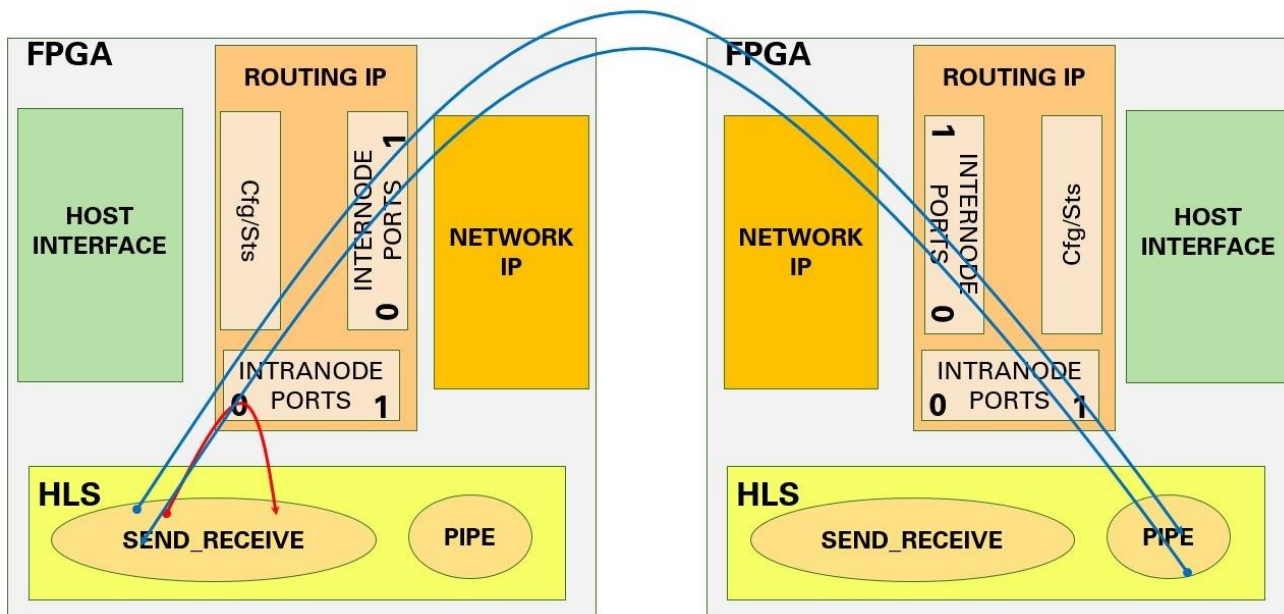 FPGA
ROUTING IP
HOST
INTERFACE
Cfg/Sts
INTERNODE
PORTS
1
0
NETWORK
IP
INTRANODE
PORTS
0
1
HLS
SEND_RECEIVE
PIPE
FPGA
ROUTING IP
NETWORK
IP
1
INTERNODE
PORTS
0
Cfg/Sts
HOST
INTERFACE
INTRANODE
PORTS
0
1
HLS
SEND_RECEIVE
PIPE